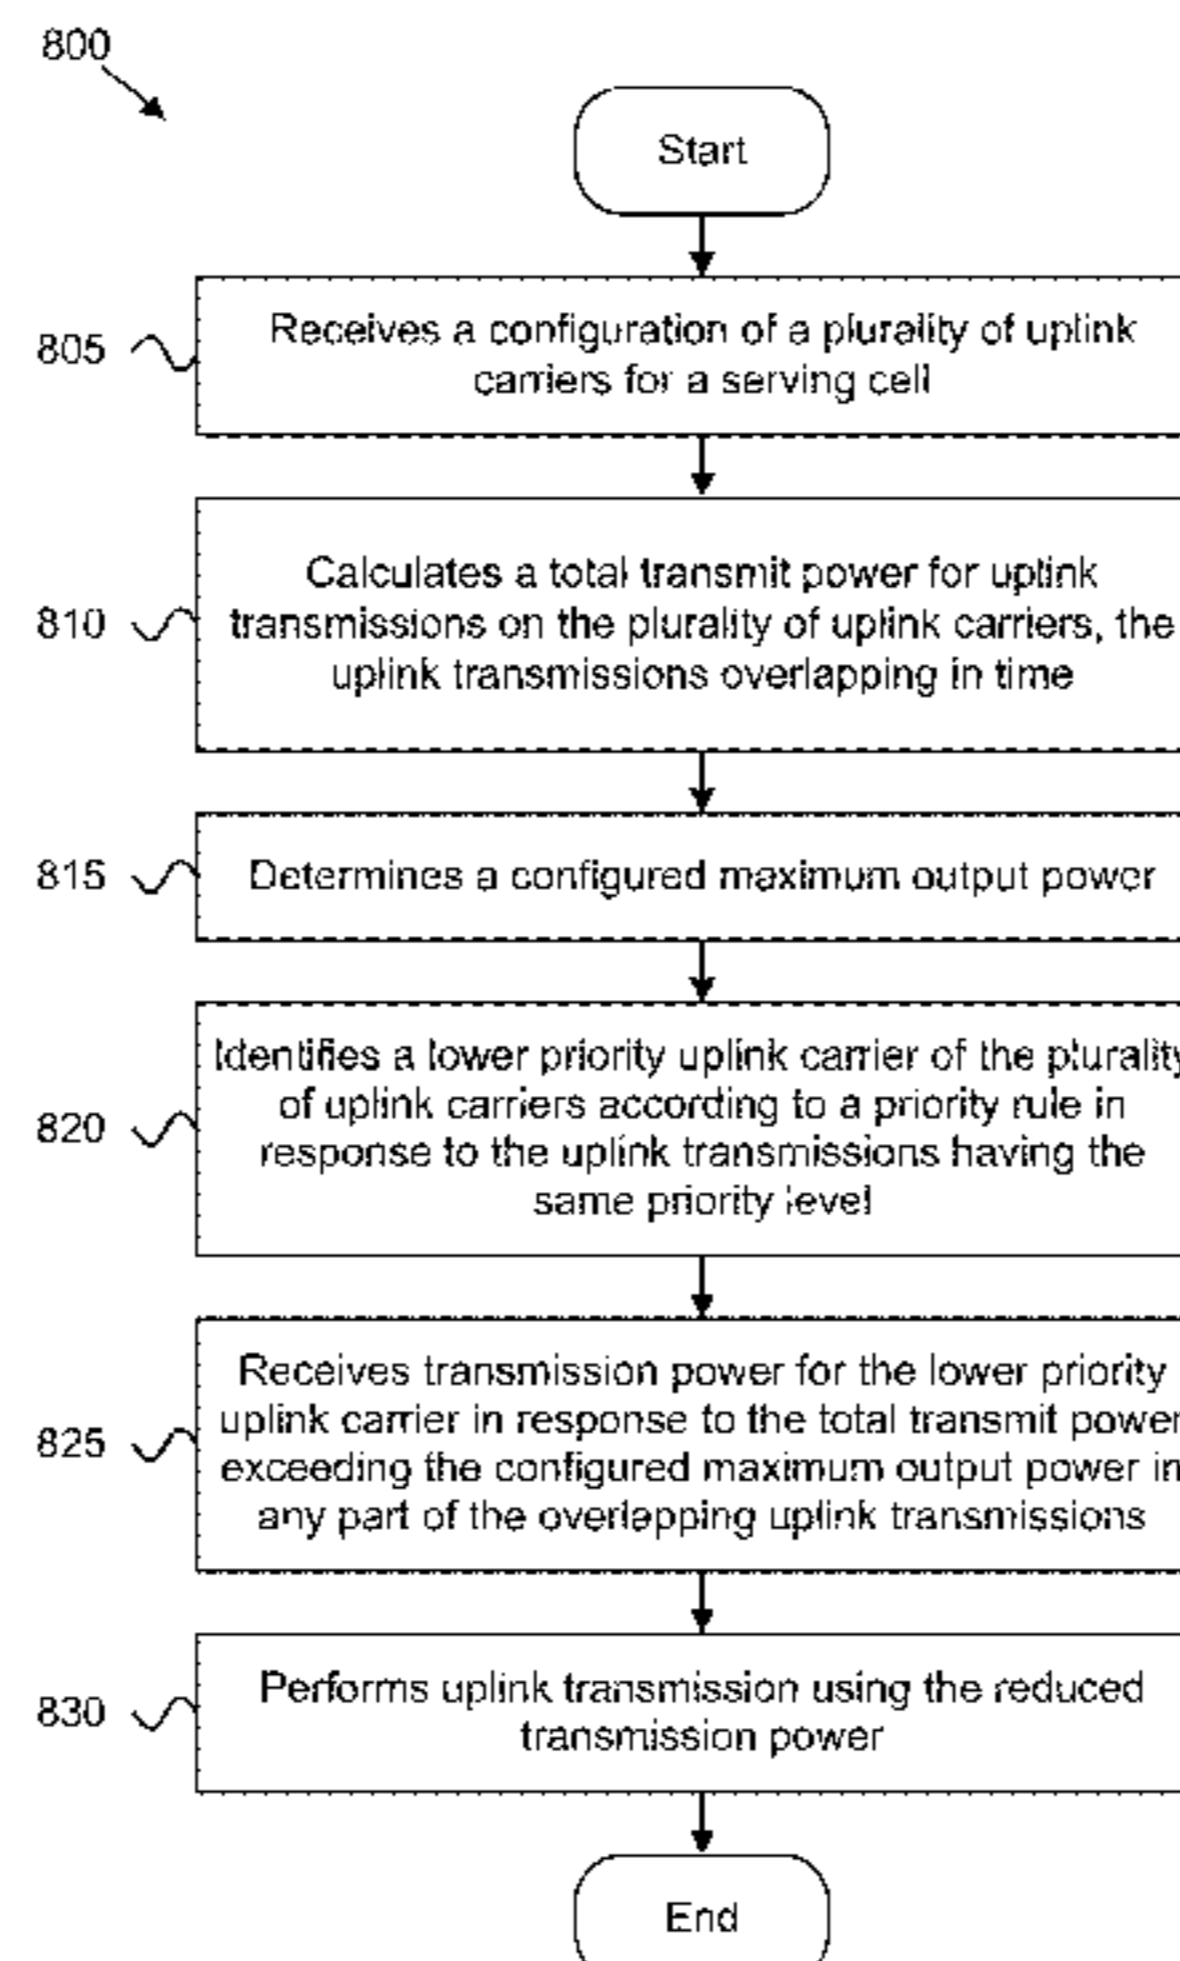 800
Start
805
Receives a configuration of a plurality of uplink
carriers for a serving cell
810
Calculates a total transmit power for uplink
transmissions on the plurality of uplink carriers, the
uplink transmissions overlapping in time
815
Determines a configured maximum output power
820
Identifies a lower priority uplink carrier of the plurality
of uplink carriers according to a priority rule in
response to the uplink transmissions having the
same priority level
825
Receives transmission power for the lower priority
uplink carrier in response to the total transmit power
exceeding the configured maximum output power in
any part of the overlapping uplink transmissions
830
Performs uplink transmission using the reduced
transmission power
End